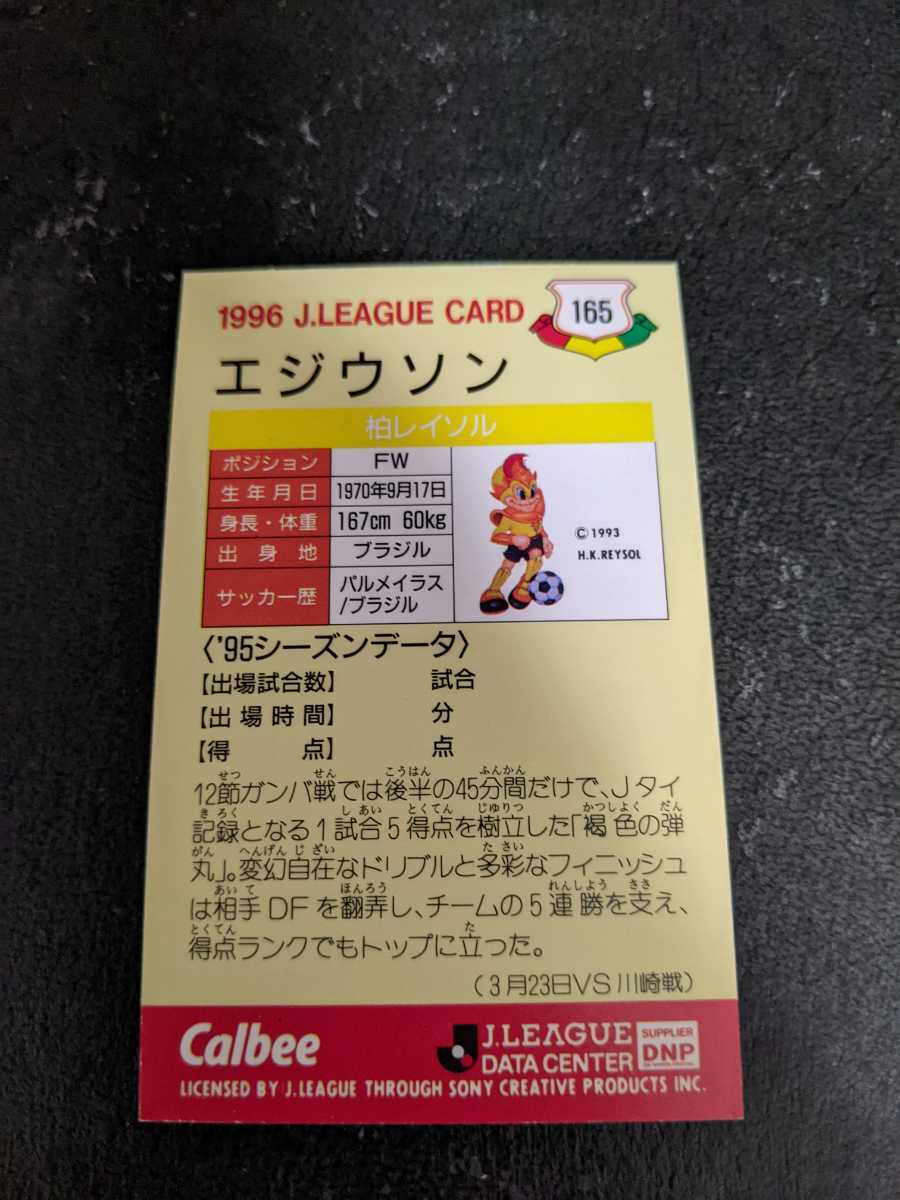 1996 J.LEAGUE CARD
165
エジウソン
柏レイソル
ポジション FW
生年月日 1970年9月17日
身長・体重 167cm 60kg
出身地 ブラジル
サッカー歴 パルメイラス
/ブラジル
©1993
H.K.REYSOL
〈'95シーズンデータ〉
【出場試合数】 試合
【出場時間】 分
【得点】 点
12節ガンバ戦では後半の45分間だけで、Jタイ
記録となる1試合5得点を樹立した「褐色の弾
丸」。変幻自在なドリブルと多彩なフィニッシュ
は相手DFを翻弄し、チームの5連勝を支え、
得点ランクでもトップに立った。
(3月23日VS川崎戦)
Calbee
J.LEAGUE
DATA CENTER
SUPPLIER
DNP
LICENSED BY J.LEAGUE THROUGH SONY CREATIVE PRODUCTS INC.